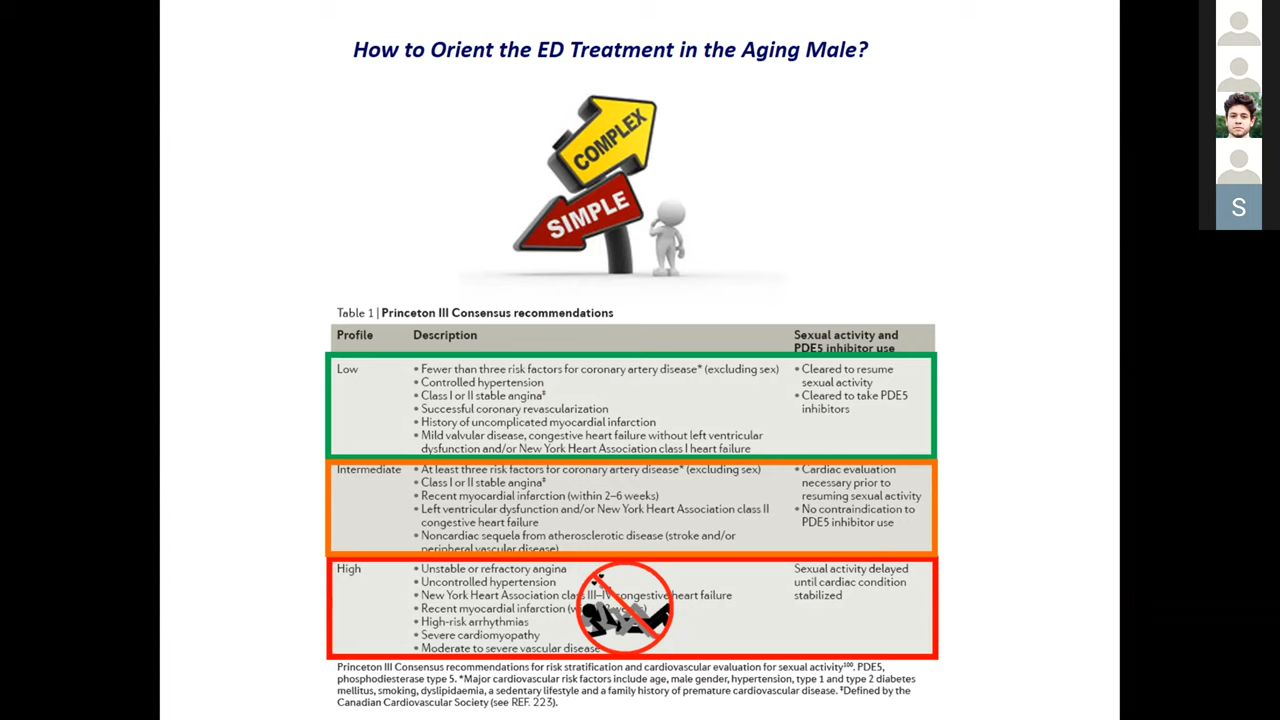 How to Orient the ED Treatment in the Aging Male?
COMPLEX
SIMPLE
S
Table 1 | Princeton III Consensus recommendations
Profile Description Sexual activity and
PDE5 inhibitor use
Low • Fewer than three risk factors for coronary artery disease* (excluding sex) • Cleared to resume
• Controlled hypertension sexual activity
• Class I or II stable angina‡ • Cleared to take PDE5
• Successful coronary revascularization inhibitors
• History of uncomplicated myocardial infarction
• Mild valvular disease, congestive heart failure without left ventricular
dysfunction and/or New York Heart Association class I heart failure
Intermediate • At least three risk factors for coronary artery disease* (excluding sex) • Cardiac evaluation
• Class I or II stable angina‡ necessary prior to
• Recent myocardial infarction (within 2–6 weeks) resuming sexual activity
• Left ventricular dysfunction and/or New York Heart Association class II • No contraindication to
congestive heart failure PDE5 inhibitor use
• Noncardiac sequela from atherosclerotic disease (stroke and/or
peripheral vascular disease)
High • Unstable or refractory angina Sexual activity delayed
• Uncontrolled hypertension until cardiac condition
• New York Heart Association class III–IV congestive heart failure stabilized
• Recent myocardial infarction
• High-risk arrhythmias
• Severe cardiomyopathy
• Moderate to severe vascular disease
Princeton III Consensus recommendations for risk stratification and cardiovascular evaluation for sexual activity¹⁰⁰. PDE5,
phosphodiesterase type 5. *Major cardiovascular risk factors include age, male gender, hypertension, type 1 and type 2 diabetes
mellitus, smoking, dyslipidaemia, a sedentary lifestyle and a family history of premature cardiovascular disease. ‡Defined by the
Canadian Cardiovascular Society (see REF. 223).